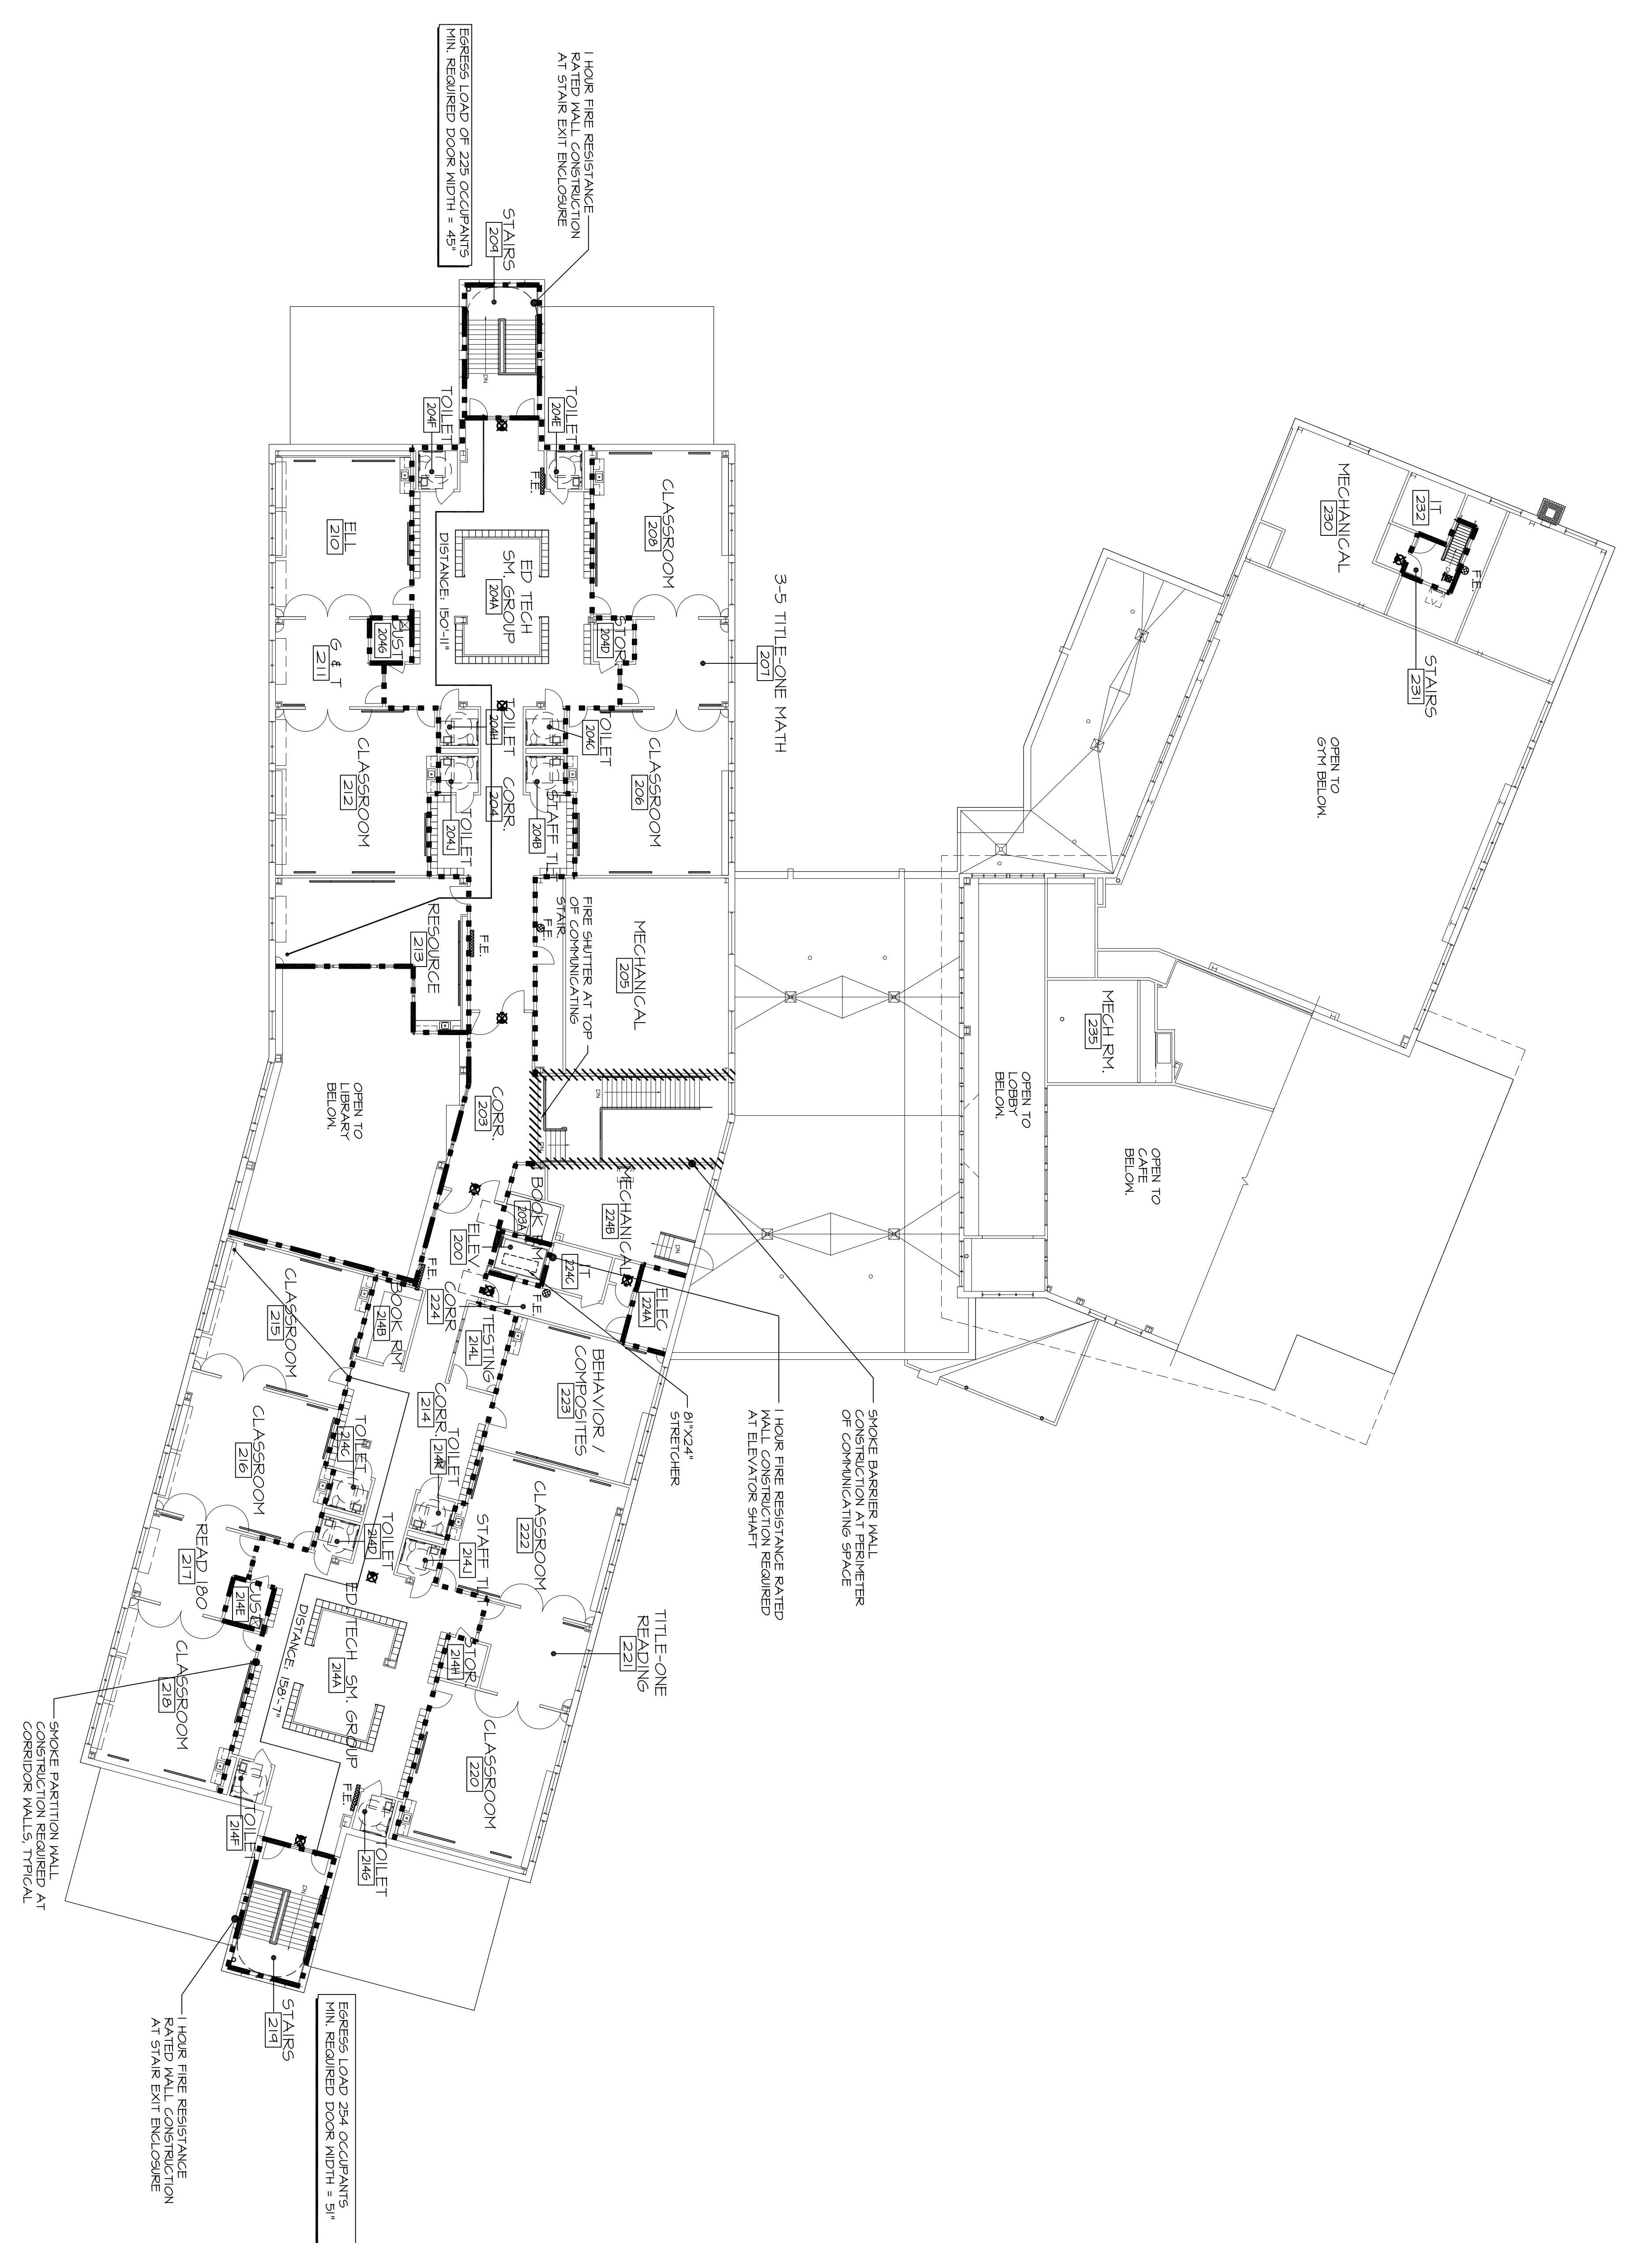 EGRESS LOAD OF 225 OCCUPANTS
MIN. REQUIRED DOOR WIDTH = 45"
1 HOUR FIRE RESISTANCE
RATED WALL CONSTRUCTION
AT STAIR EXIT ENCLOSURE
STAIRS
209
DN
TOILET
204F
TOILET
204E
F.E.
CLASSROOM
208
ELL
210
ED TECH
SM. GROUP
204A
DISTANCE: 150'-11"
3-5 TITLE-ONE MATH
207
STOR
204D
CUST
204G
G & T
211
TOILET
204H
TOILET
204C
CLASSROOM
206
CLASSROOM
212
CORR.
204
STAFF TLT
204B
TOILET
204J
RESOURCE
213
F.E.
F.E.
FIRE SHUTTER AT TOP
OF COMMUNICATING
STAIR.
MECHANICAL
205
OPEN TO
LIBRARY
BELOW.
CORR.
203
DN
DN
MECHANICAL
230
IT
232
F.E.
STAIRS
231
OPEN TO
GYM BELOW.
MECH RM.
235
OPEN TO
LOBBY
BELOW.
OPEN TO
CAFE
BELOW.
BOOK RM
203A
MECHANICAL
224B
DN
ELEV.
200
IT
224C
ELEC
224A
F.E.
CORR
224
F.E.
BOOK RM
214B
CLASSROOM
215
TESTING
214L
BEHAVIOR /
COMPOSITES
223
81"X24"
STRETCHER
1 HOUR FIRE RESISTANCE RATED
WALL CONSTRUCTION REQUIRED
AT ELEVATOR SHAFT
SMOKE BARRIER WALL
CONSTRUCTION AT PERIMETER
OF COMMUNICATING SPACE
CORR.
214
TOILET
214K
TOILET
214C
CLASSROOM
216
CLASSROOM
222
STAFF TLT
214J
TOILET
214D
READ 180
217
CUST
214E
ED TECH SM. GROUP
214A
DISTANCE: 158'-7"
STOR
214H
TITLE-ONE
READING
221
CLASSROOM
218
CLASSROOM
220
F.E.
TOILET
214F
TOILET
214G
SMOKE PARTITION WALL
CONSTRUCTION REQUIRED AT
CORRIDOR WALLS, TYPICAL
DN
STAIRS
219
1 HOUR FIRE RESISTANCE
RATED WALL CONSTRUCTION
AT STAIR EXIT ENCLOSURE
EGRESS LOAD 254 OCCUPANTS
MIN. REQUIRED DOOR WIDTH = 51"